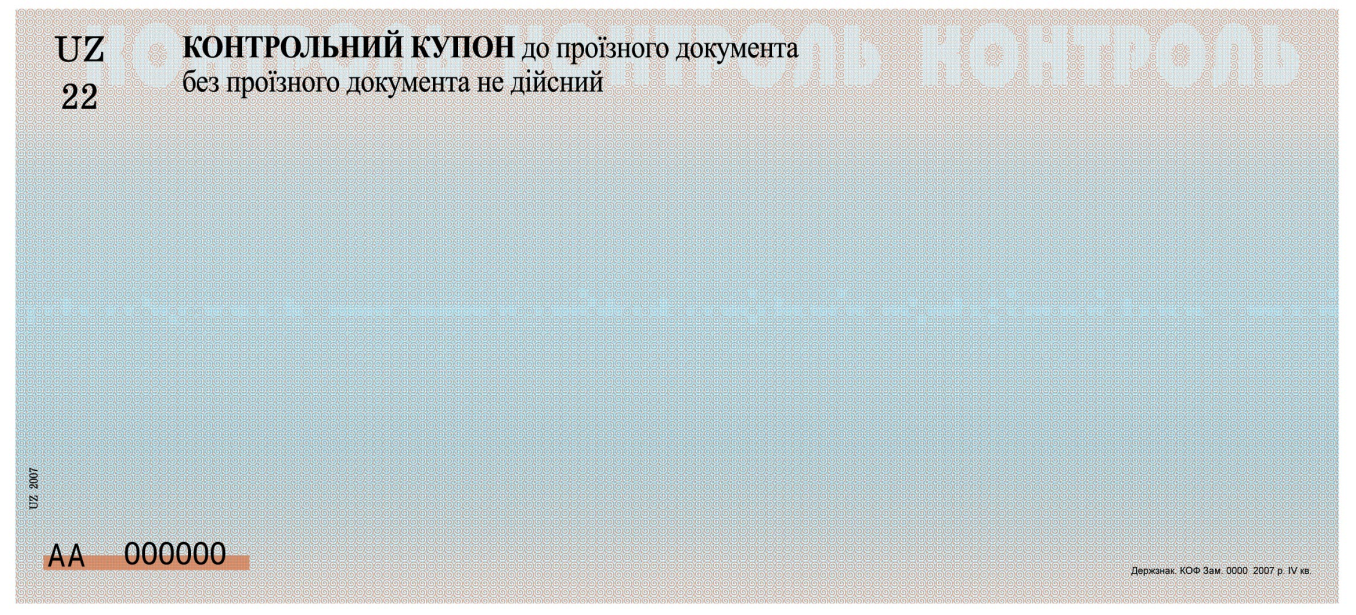 КОНТРОЛЬ КОНТРОЛЬ КОНТРОЛЬ
UZ
22
КОНТРОЛЬНИЙ КУПОН до проїзного документа
без проїзного документа не дійсний
UZ 2007
АА 000000
Держзнак. КОФ Зам. 0000 2007 р. IV кв.